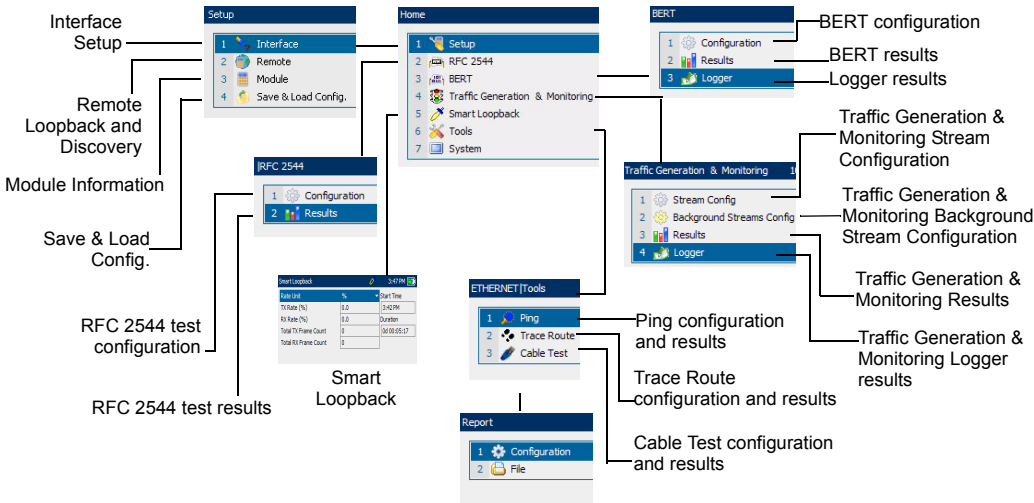 Setup
1 Interface
2 Remote
3 Module
4 Save & Load Config.
Interface
Setup
Remote
Loopback and
Discovery
Module Information
Save & Load
Config.
Home
1 Setup
2 RFC 2544
3 BERT
4 Traffic Generation & Monitoring
5 Smart Loopback
6 Tools
7 System
BERT
1 Configuration
2 Results
3 Logger
BERT configuration
BERT results
Logger results
|RFC 2544
1 Configuration
2 Results
RFC 2544 test
configuration
RFC 2544 test results
Smart Loopback 3:47 PM
Rate Unit % Start Time
TX Rate (%) 0.0 3:42 PM
RX Rate (%) 0.0 Duration
Total TX Frame Count 0 0d 00:05:17
Total RX Frame Count 0
Smart
Loopback
Traffic Generation & Monitoring
1 Stream Config
2 Background Streams Config
3 Results
4 Logger
Traffic Generation &
Monitoring Stream
Configuration
Traffic Generation &
Monitoring Background
Stream Configuration
Traffic Generation &
Monitoring Results
Traffic Generation &
Monitoring Logger
results
ETHERNET|Tools
1 Ping
2 Trace Route
3 Cable Test
Ping configuration
and results
Trace Route
configuration and results
Cable Test configuration
and results
Report
1 Configuration
2 File